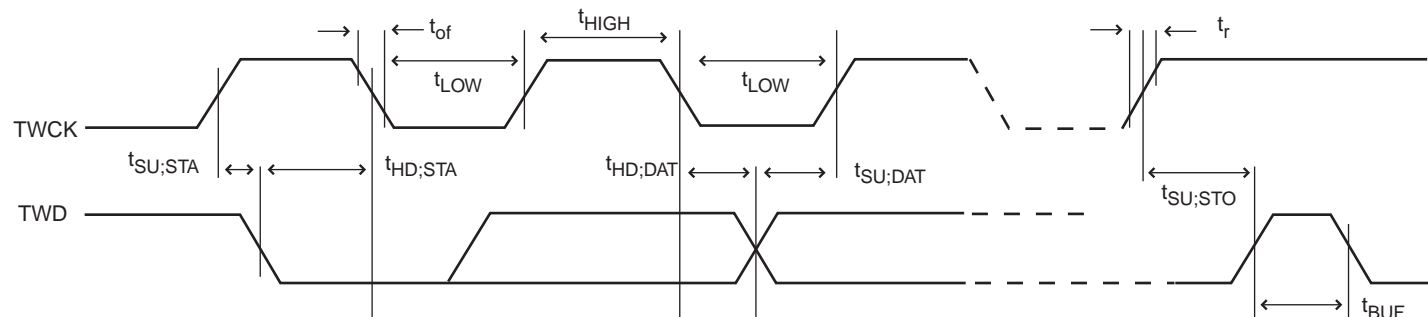 t_of
t_HIGH
t_r
t_LOW
t_LOW
TWCK
t_SU;STA
t_HD;STA
t_HD;DAT
t_SU;DAT
t_SU;STO
TWD
t_BUF